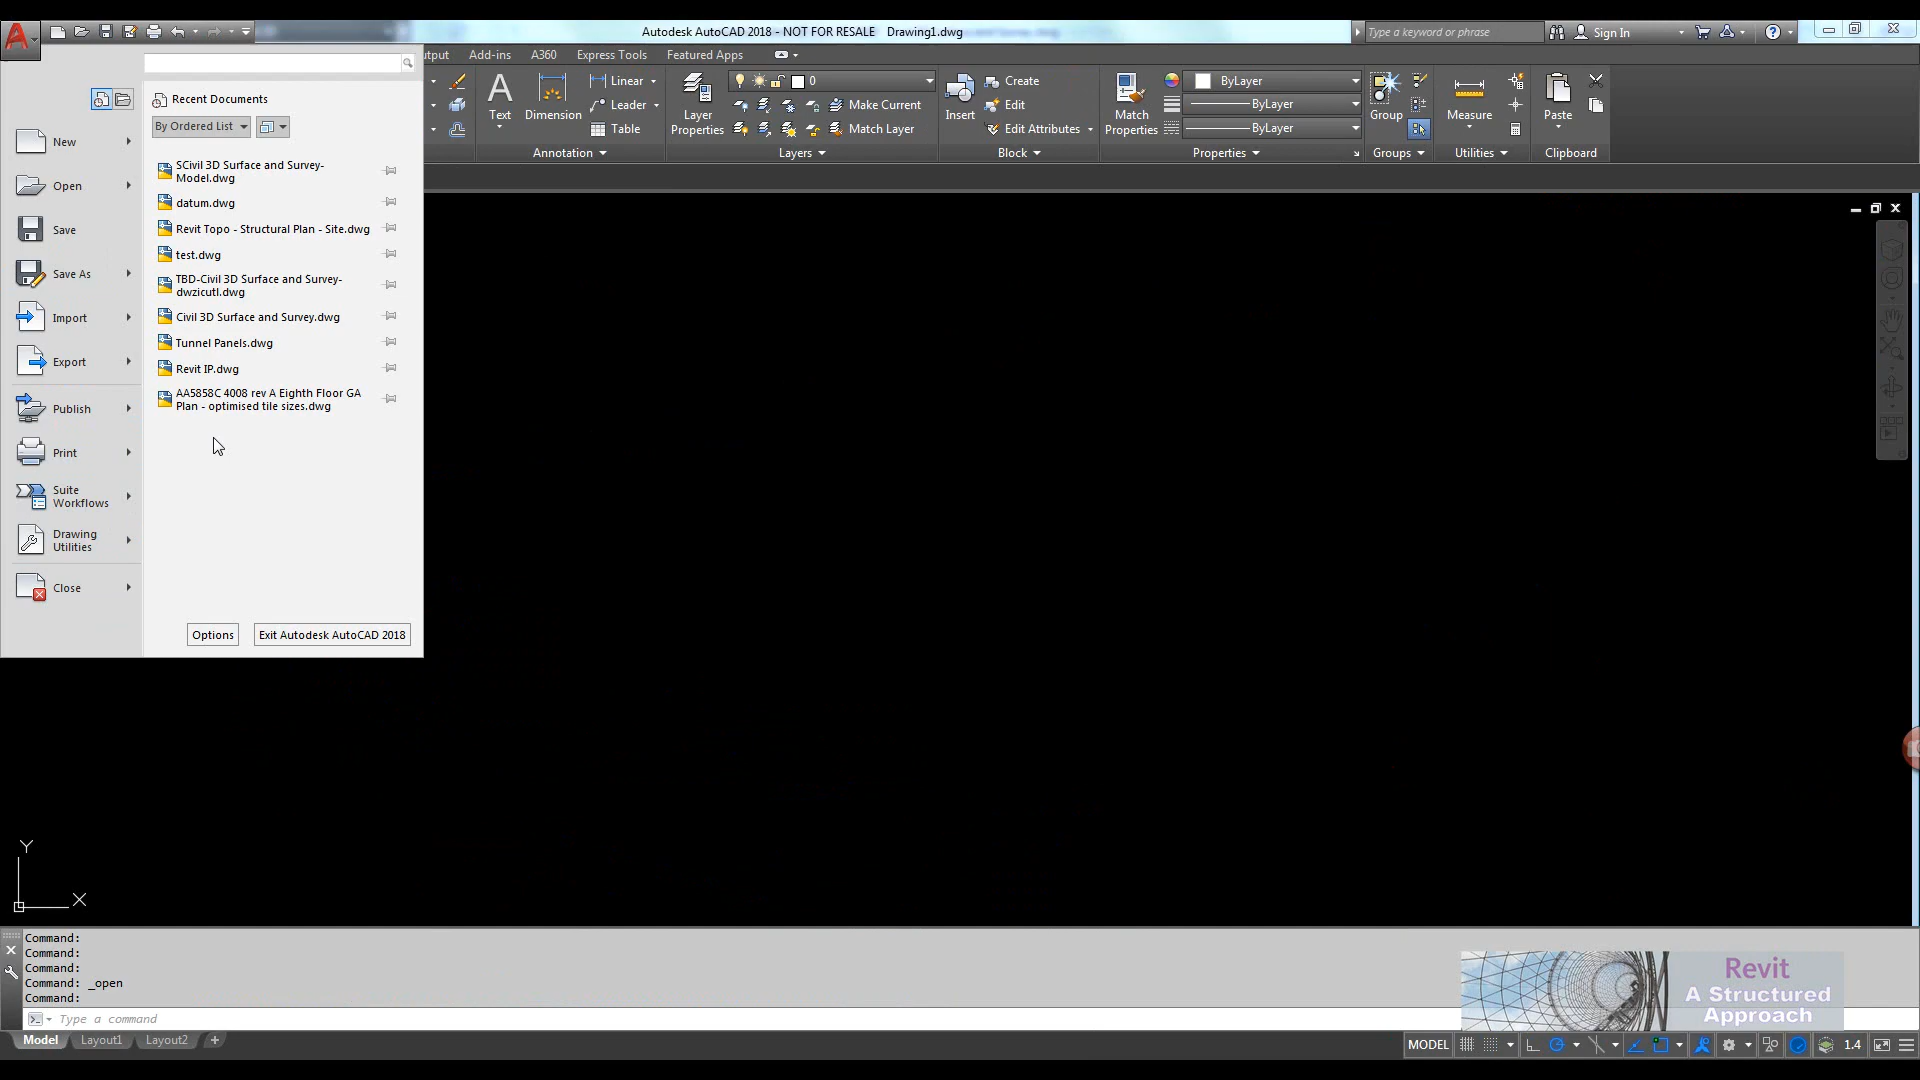 Autodesk AutoCAD 2018 - NOT FOR RESALE    Drawing1.dwg
Type a keyword or phrase
Sign In
utput
Add-ins
A360
Express Tools
Featured Apps
Recent Documents
By Ordered List
New
Open
Save
Save As
Import
Export
Publish
Print
Suite
Workflows
Drawing
Utilities
Close
SCivil 3D Surface and Survey-
Model.dwg
datum.dwg
Revit Topo - Structural Plan - Site.dwg
test.dwg
TBD-Civil 3D Surface and Survey-
dwzicutl.dwg
Civil 3D Surface and Survey.dwg
Tunnel Panels.dwg
Revit IP.dwg
AA5858C 4008 rev A Eighth Floor GA
Plan - optimised tile sizes.dwg
Options
Exit Autodesk AutoCAD 2018
Text
Dimension
Linear
Leader
Table
Annotation
Layer
Properties
0
Make Current
Match Layer
Layers
Insert
Create
Edit
Edit Attributes
Block
Match
Properties
ByLayer
ByLayer
ByLayer
Properties
Group
Groups
Measure
Utilities
Paste
Clipboard
Y
X
Command:
Command:
Command:
Command: _open
Command:
Type a command
Revit
A Structured
Approach
Model
Layout1
Layout2
MODEL
1.4